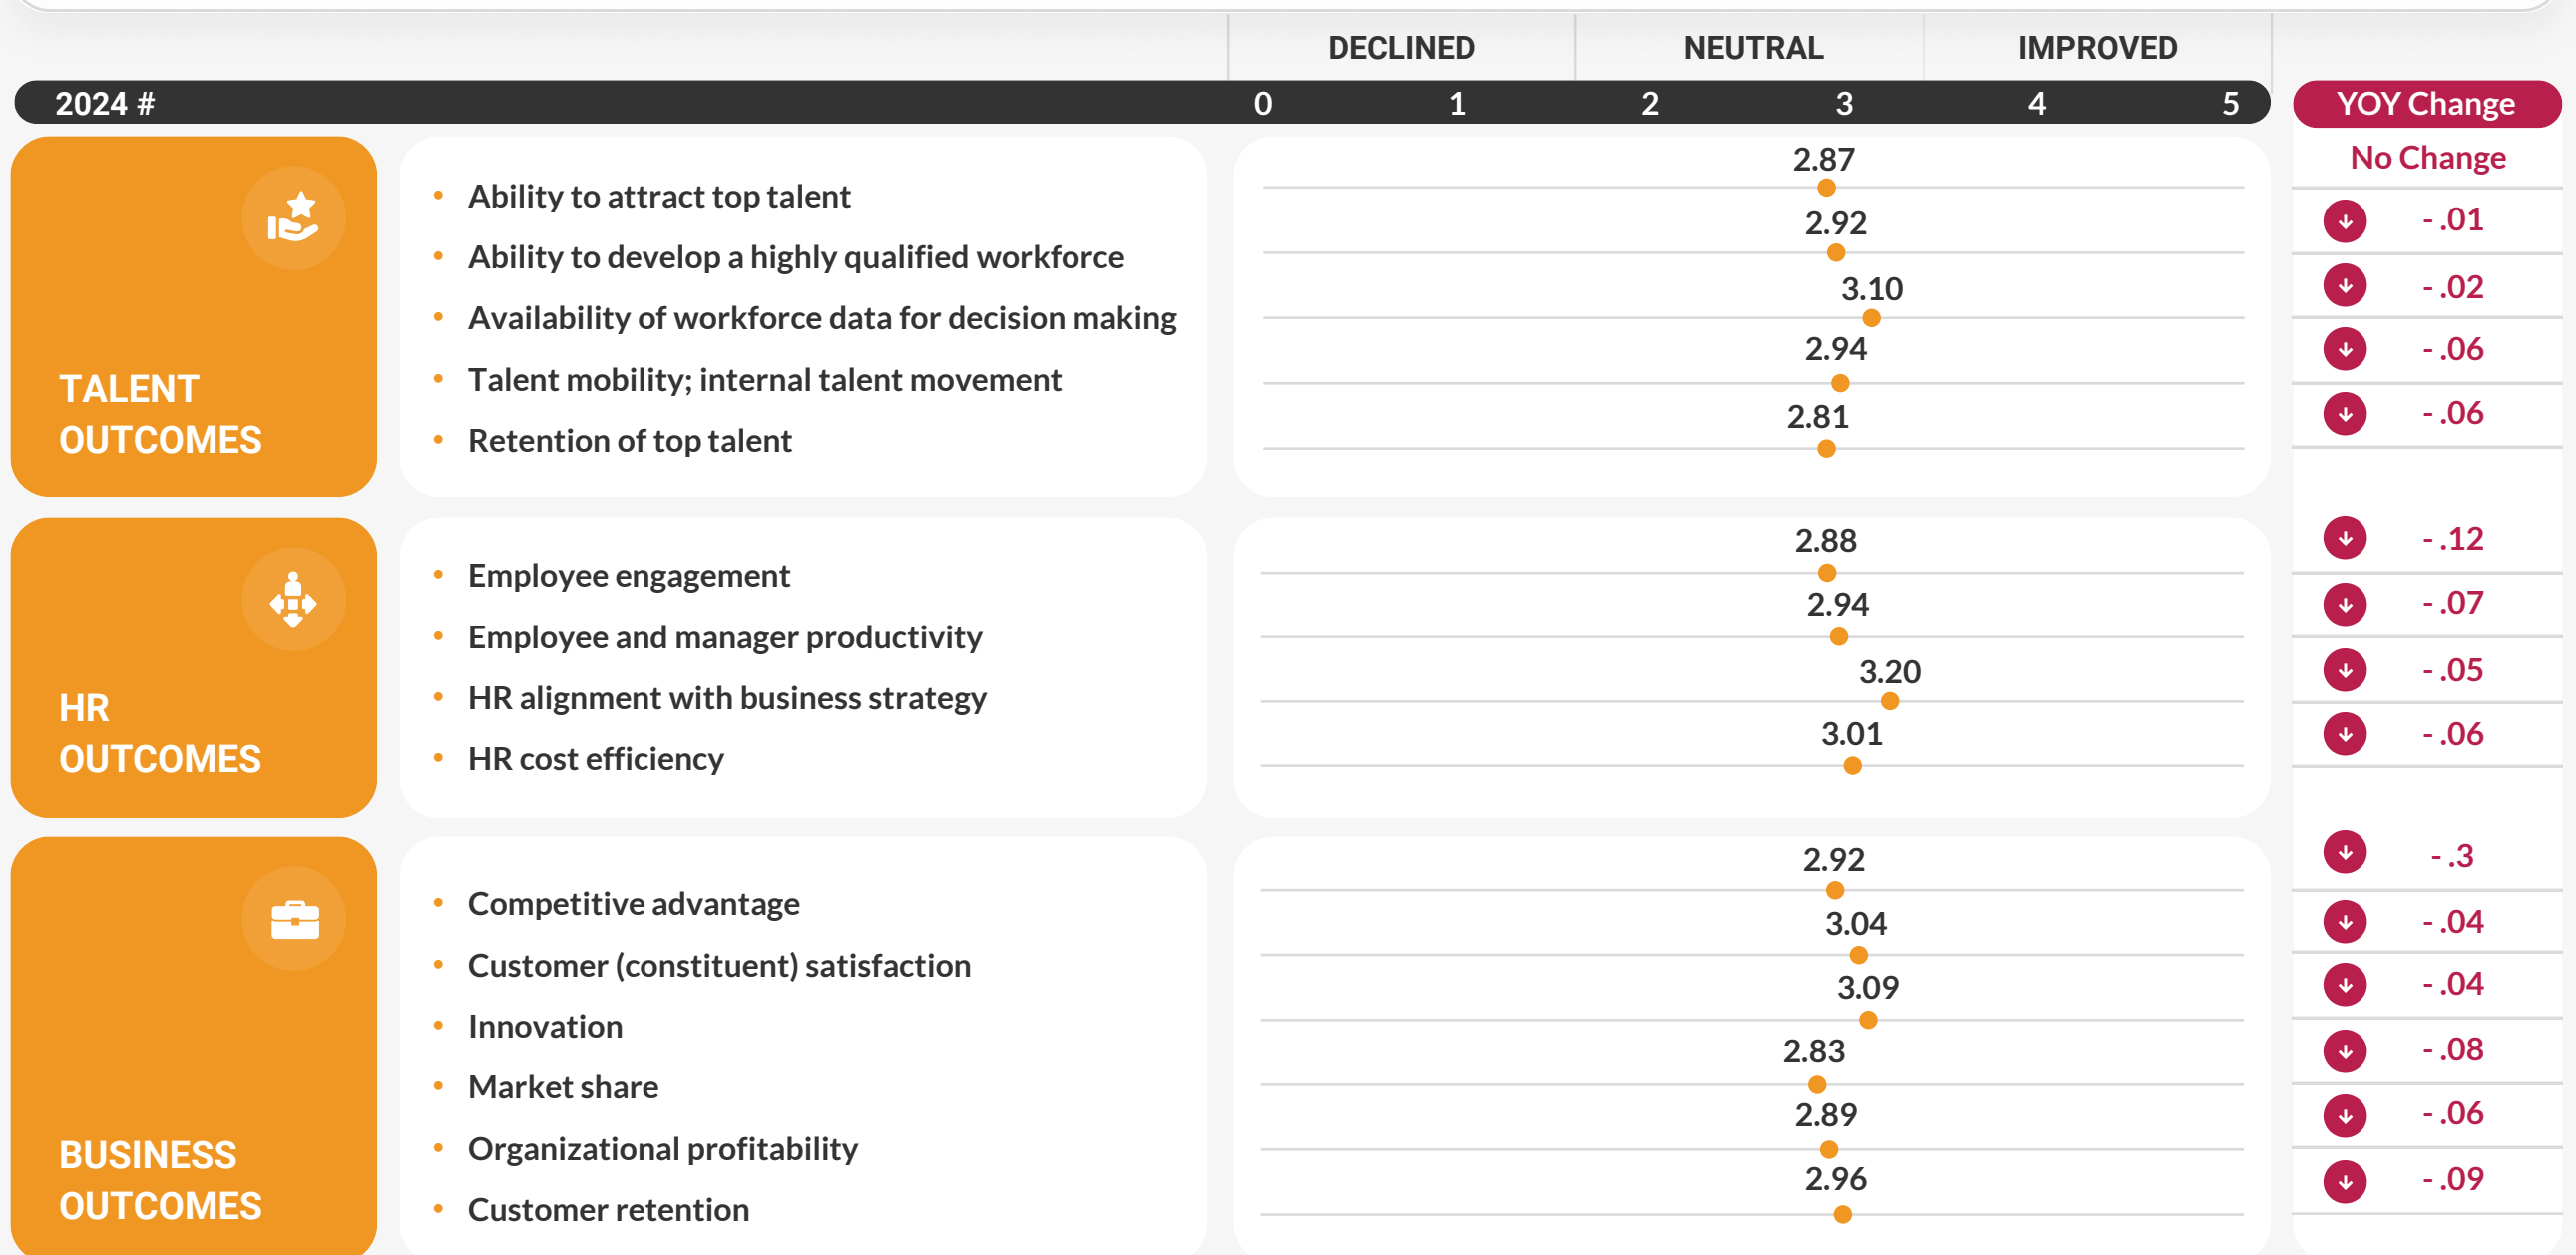 DECLINED NEUTRAL IMPROVED
2024 # 0 1 2 3 4 5 YOY Change
TALENT
OUTCOMES
• Ability to attract top talent 2.87 No Change
• Ability to develop a highly qualified workforce 2.92 - .01
• Availability of workforce data for decision making 3.10 - .02
• Talent mobility; internal talent movement 2.94 - .06
• Retention of top talent 2.81 - .06
HR
OUTCOMES
• Employee engagement 2.88 - .12
• Employee and manager productivity 2.94 - .07
• HR alignment with business strategy 3.20 - .05
• HR cost efficiency 3.01 - .06
BUSINESS
OUTCOMES
• Competitive advantage 2.92 - .3
• Customer (constituent) satisfaction 3.04 - .04
• Innovation 3.09 - .04
• Market share 2.83 - .08
• Organizational profitability 2.89 - .06
• Customer retention 2.96 - .09